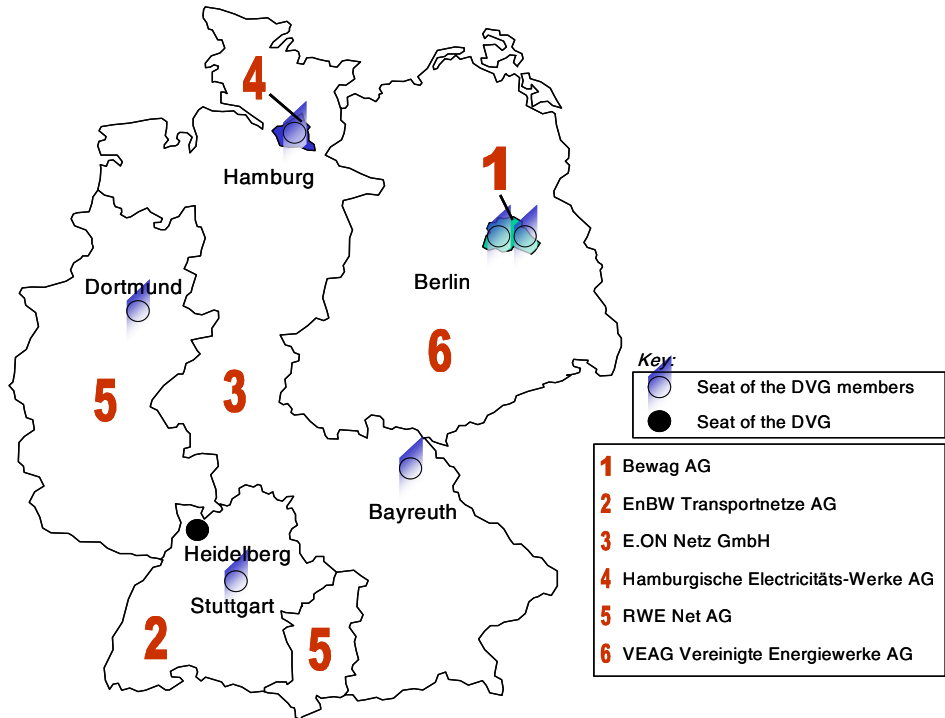 4
Hamburg
1
Berlin
Dortmund
6
5
3
Bayreuth
Heidelberg
Stuttgart
2
5
Key:
Seat of the DVG members
Seat of the DVG
1 Bewag AG
2 EnBW Transportnetze AG
3 E.ON Netz GmbH
4 Hamburgische Electricitäts-Werke AG
5 RWE Net AG
6 VEAG Vereinigte Energiewerke AG